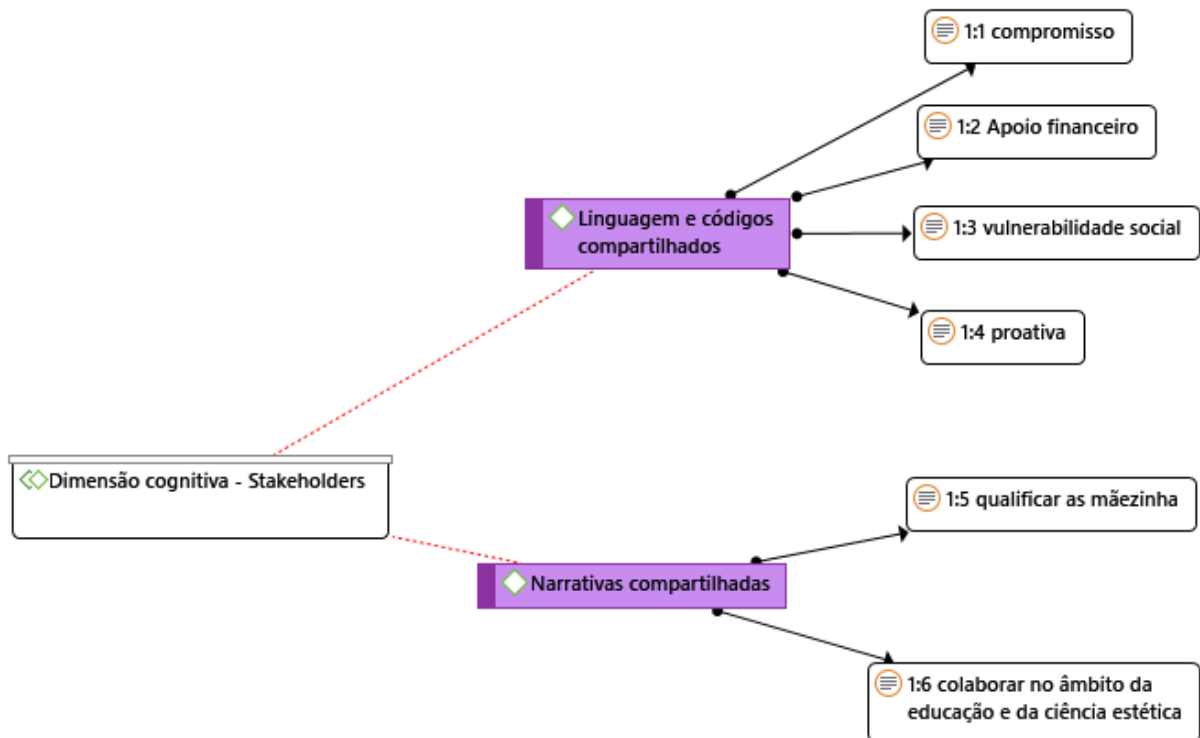 1:1 compromisso
1:2 Apoio financeiro
Linguagem e códigos
compartilhados
1:3 vulnerabilidade social
1:4 proativa
Dimensão cognitiva - Stakeholders
1:5 qualificar as mãezinha
Narrativas compartilhadas
1:6 colaborar no âmbito da
educação e da ciência estética